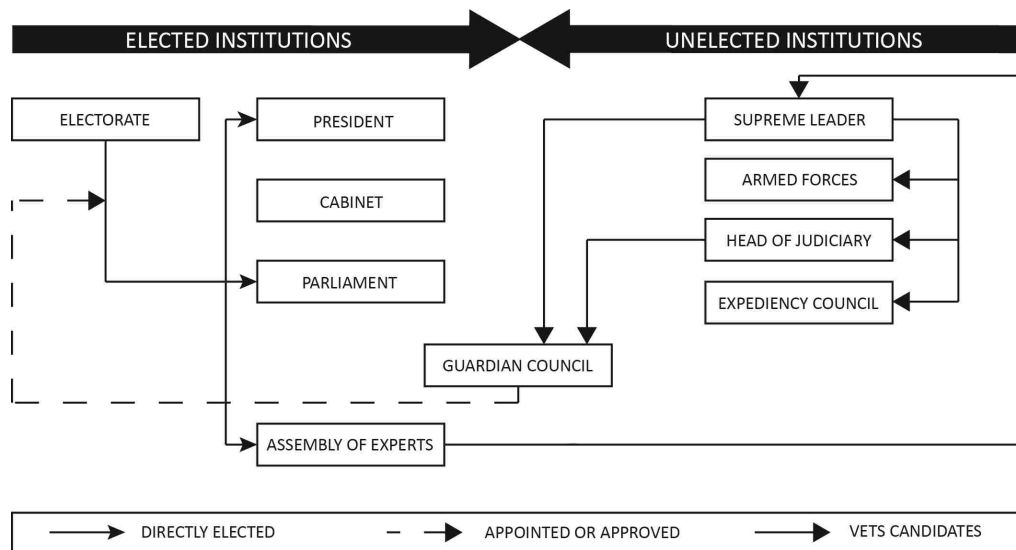 ELECTED INSTITUTIONS
UNELECTED INSTITUTIONS
ELECTORATE
PRESIDENT
SUPREME LEADER
ARMED FORCES
CABINET
HEAD OF JUDICIARY
PARLIAMENT
EXPEDIENCY COUNCIL
GUARDIAN COUNCIL
ASSEMBLY OF EXPERTS
DIRECTLY ELECTED
APPOINTED OR APPROVED
VETS CANDIDATES